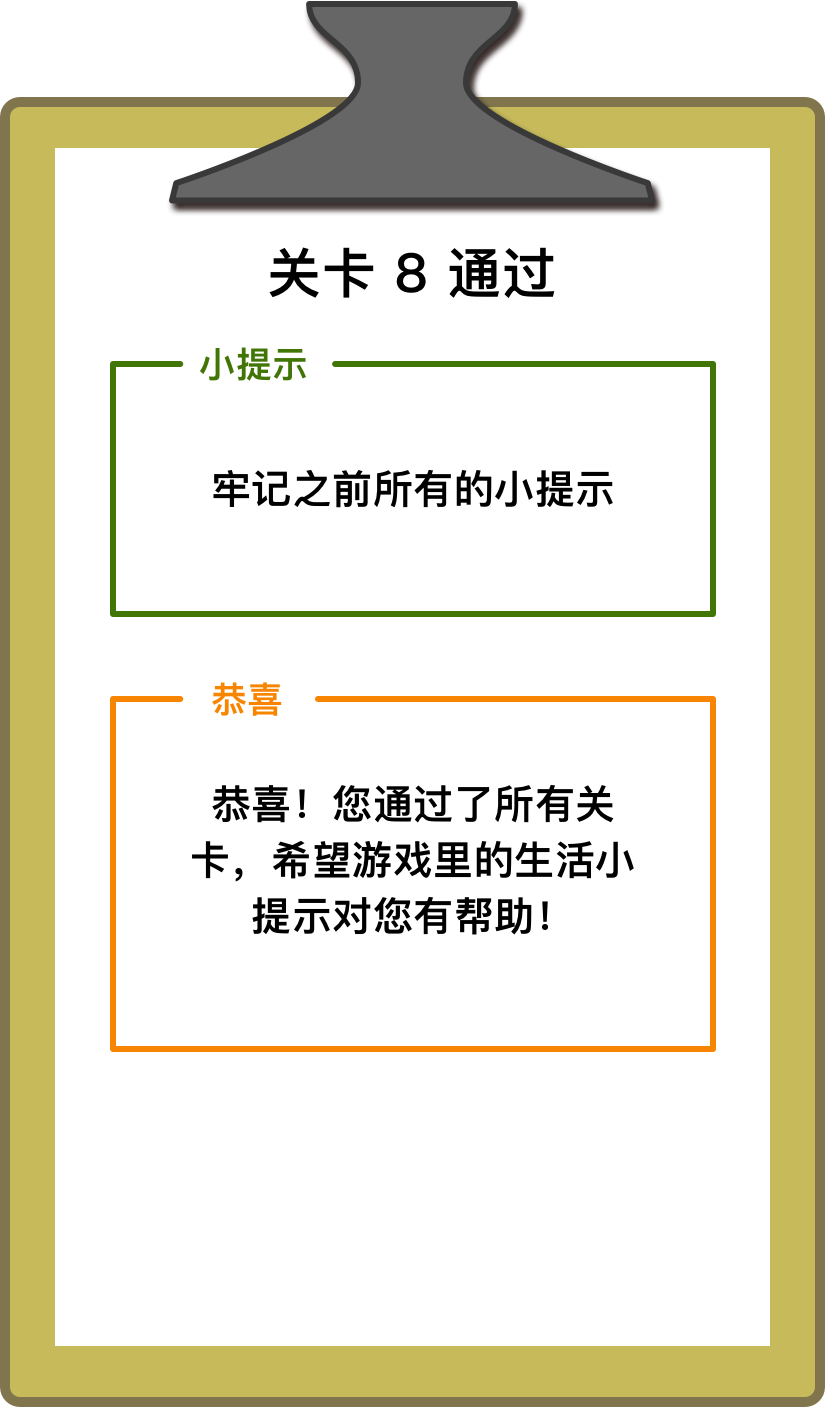 关卡 8 通过
小提示
牢记之前所有的小提示
恭喜
恭喜！您通过了所有关
卡，希望游戏里的生活小
提示对您有帮助！